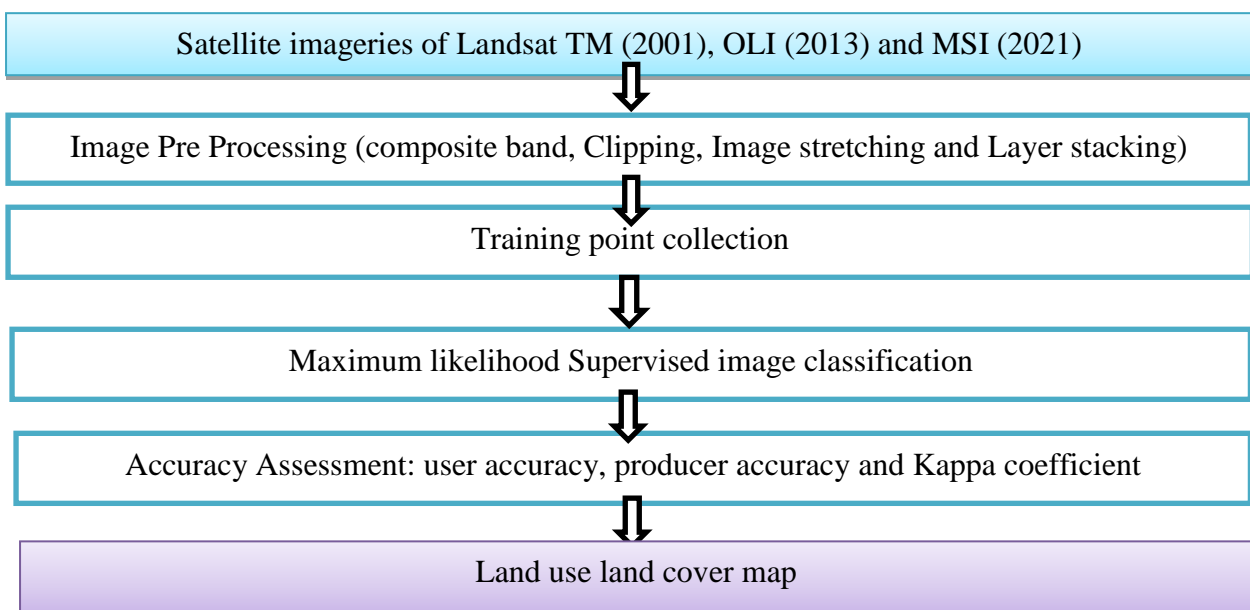 Satellite imageries of Landsat TM (2001), OLI (2013) and MSI (2021)
Image Pre Processing (composite band, Clipping, Image stretching and Layer stacking)
Training point collection
Maximum likelihood Supervised image classification
Accuracy Assessment: user accuracy, producer accuracy and Kappa coefficient
Land use land cover map